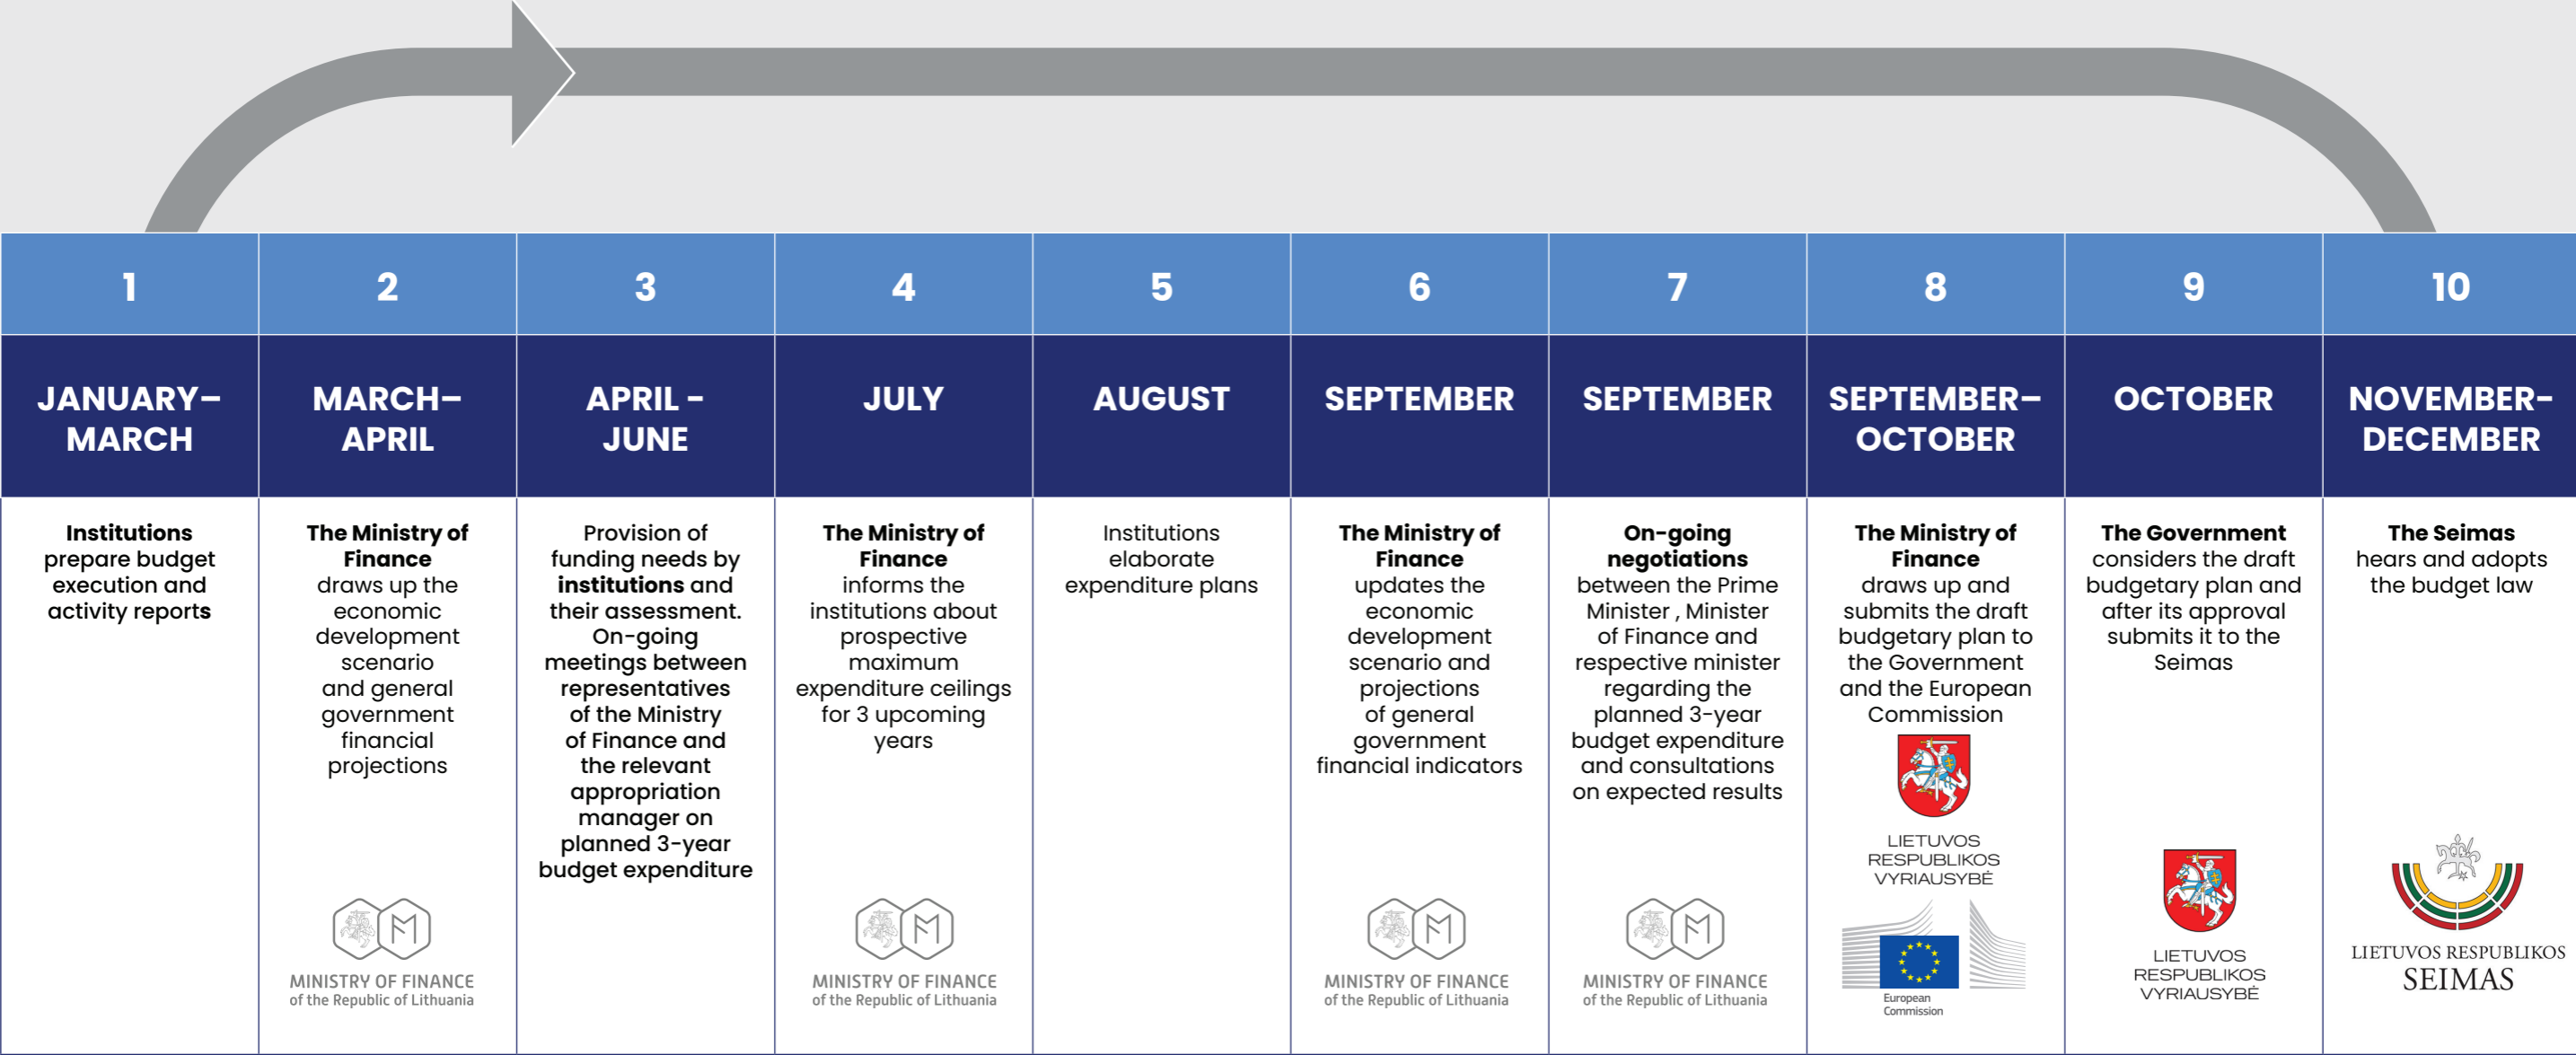 1
2
3
4
5
6
7
8
9
10
JANUARY–
MARCH
MARCH–
APRIL
APRIL -
JUNE
JULY
AUGUST
SEPTEMBER
SEPTEMBER
SEPTEMBER–
OCTOBER
OCTOBER
NOVEMBER-
DECEMBER
Institutions
prepare budget
execution and
activity reports
The Ministry of
Finance
draws up the
economic
development
scenario
and general
government
financial
projections
MINISTRY OF FINANCE
of the Republic of Lithuania
Provision of
funding needs by
institutions and
their assessment.
On-going
meetings between
representatives
of the Ministry
of Finance and
the relevant
appropriation
manager on
planned 3-year
budget expenditure
The Ministry of
Finance
informs the
institutions about
prospective
maximum
expenditure ceilings
for 3 upcoming
years
MINISTRY OF FINANCE
of the Republic of Lithuania
Institutions
elaborate
expenditure plans
The Ministry of
Finance
updates the
economic
development
scenario and
projections
of general
government
financial indicators
MINISTRY OF FINANCE
of the Republic of Lithuania
On-going
negotiations
between the Prime
Minister , Minister
of Finance and
respective minister
regarding the
planned 3-year
budget expenditure
and consultations
on expected results
MINISTRY OF FINANCE
of the Republic of Lithuania
The Ministry of
Finance
draws up and
submits the draft
budgetary plan to
the Government
and the European
Commission
LIETUVOS
RESPUBLIKOS
VYRIAUSYBĖ
European
Commission
The Government
considers the draft
budgetary plan and
after its approval
submits it to the
Seimas
LIETUVOS
RESPUBLIKOS
VYRIAUSYBĖ
The Seimas
hears and adopts
the budget law
LIETUVOS RESPUBLIKOS
SEIMAS